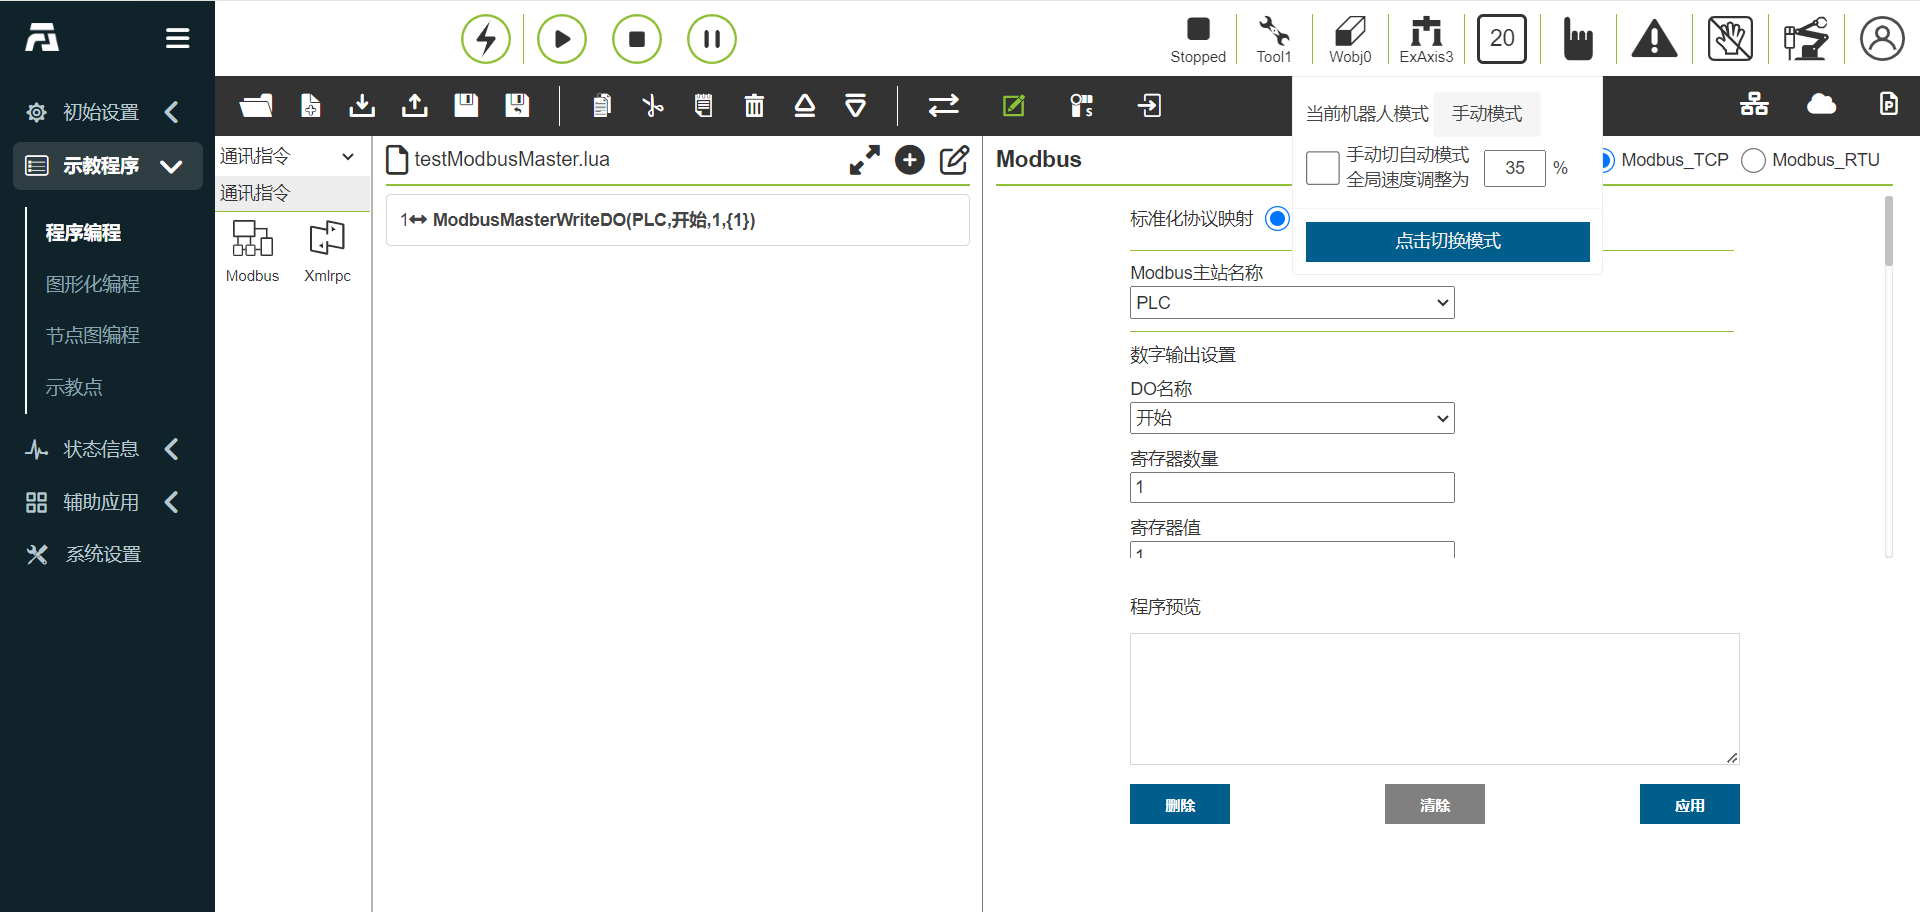 Stopped
Tool1
Wobj0
ExAxis3
20
初始设置
示教程序
程序编程
图形化编程
节点图编程
示教点
状态信息
辅助应用
系统设置
通讯指令
通讯指令
Modbus
Xmlrpc
testModbusMaster.lua
1 ModbusMasterWriteDO(PLC,开始,1,{1})
Modbus
Modbus_TCP
Modbus_RTU
当前机器人模式 手动模式
手动切自动模式
全局速度调整为
35 %
点击切换模式
标准化协议映射
Modbus主站名称
PLC
数字输出设置
DO名称
开始
寄存器数量
1
寄存器值
1
程序预览
删除
清除
应用